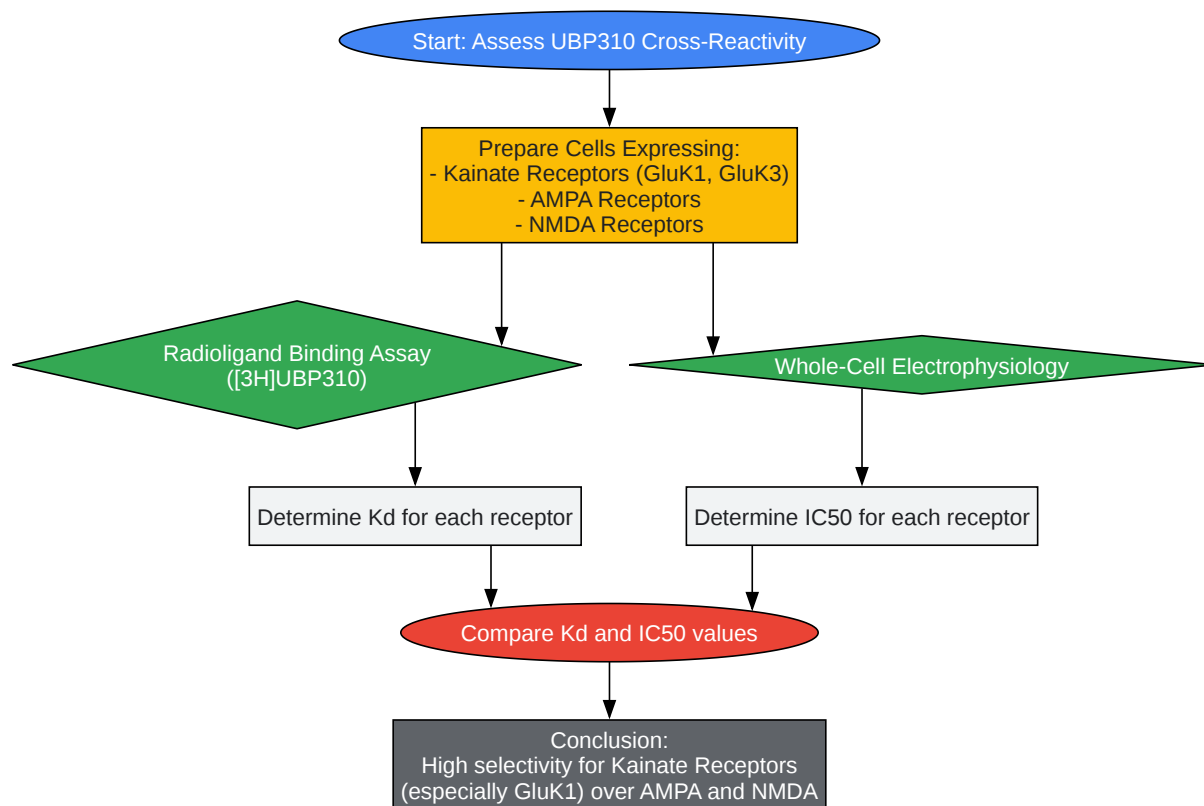 Start: Assess UBP310 Cross-Reactivity
Prepare Cells Expressing:
- Kainate Receptors (GluK1, GluK3)
- AMPA Receptors
- NMDA Receptors
Radioligand Binding Assay
([3H]UBP310)
Whole-Cell Electrophysiology
Determine Kd for each receptor
Determine IC50 for each receptor
Compare Kd and IC50 values
Conclusion:
High selectivity for Kainate Receptors
(especially GluK1) over AMPA and NMDA